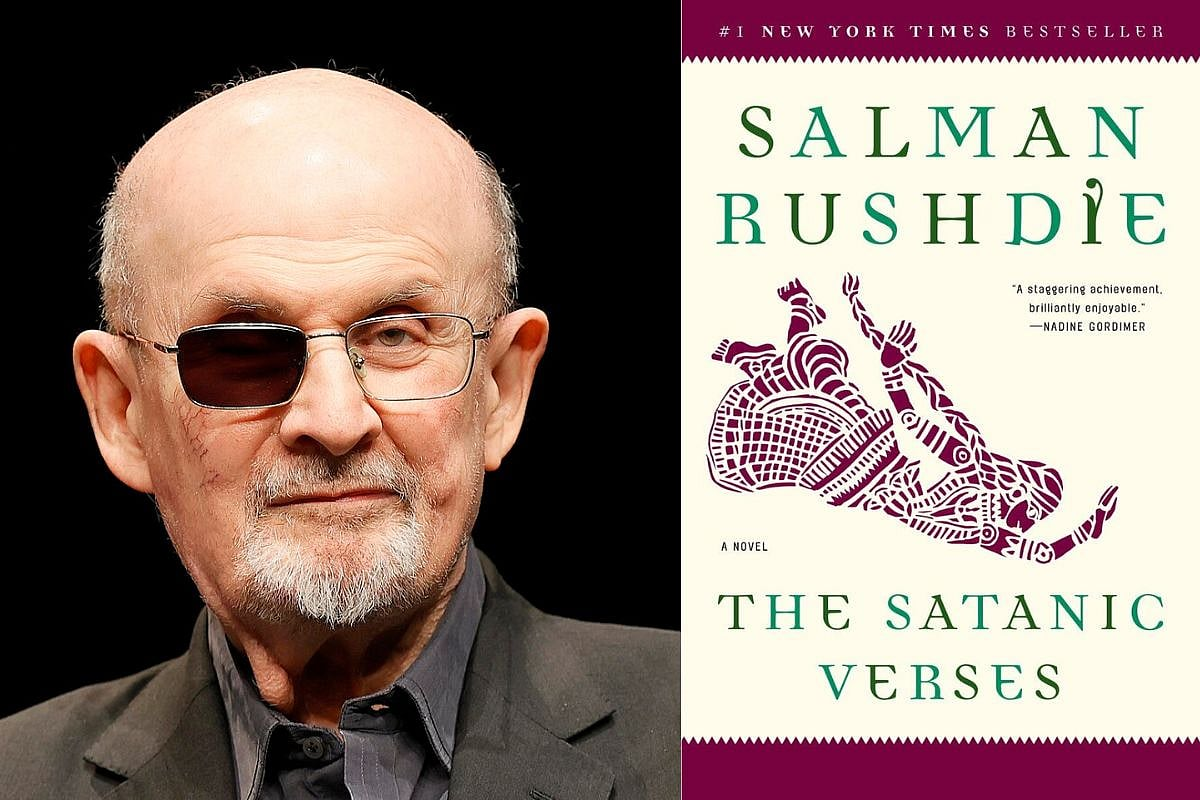 #1 NEW YORK TIMES BESTSELLER
SALMAN
RUSHDIE
"A staggering achievement,
brilliantly enjoyable."
—NADINE GORDIMER
A NOVEL
THE SATANIC
VERSES